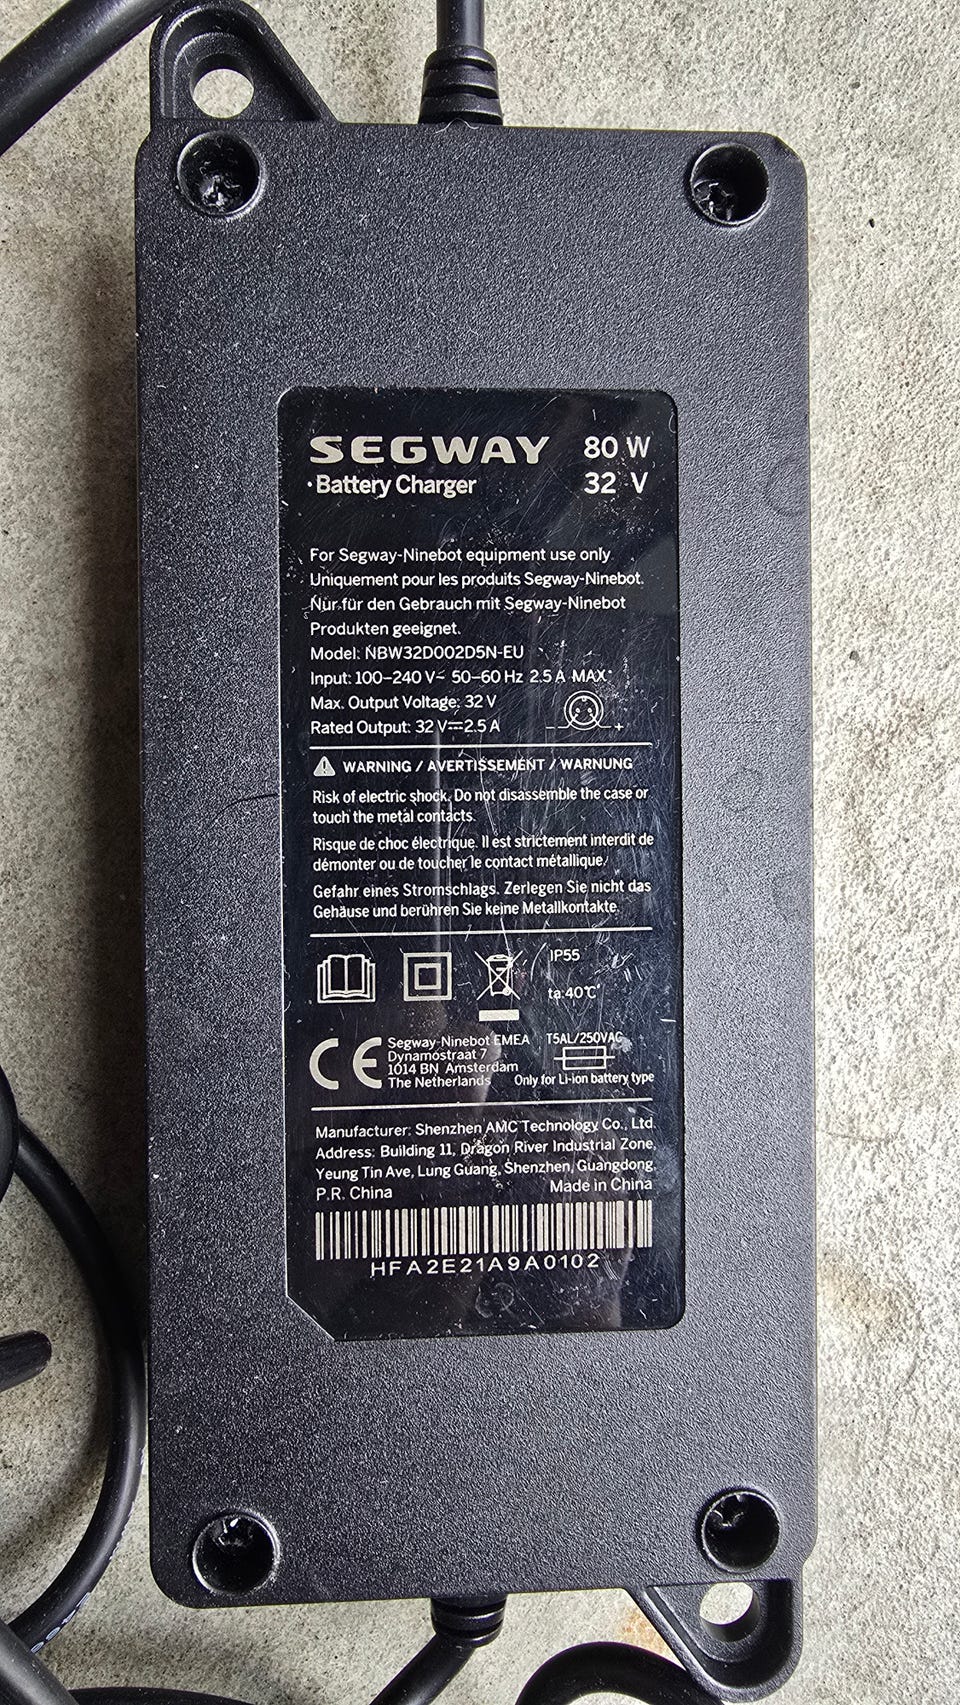 SEGWAY 80 W
·Battery Charger 32 V
For Segway-Ninebot equipment use only.
Uniquement pour les produits Segway-Ninebot.
Nur für den Gebrauch mit Segway-Ninebot
Produkten geeignet.
Model: NBW32D002D5N-EU
Input: 100–240 V~ 50–60 Hz 2.5 A MAX
Max. Output Voltage: 32 V
Rated Output: 32 V⎓2.5 A - +
WARNING / AVERTISSEMENT / WARNUNG
Risk of electric shock. Do not disassemble the case or
touch the metal contacts.
Risque de choc électrique. Il est strictement interdit de
démonter ou de toucher le contact métallique.
Gefahr eines Stromschlags. Zerlegen Sie nicht das
Gehäuse und berühren Sie keine Metallkontakte.
IP55
ta:40℃
CE
Segway-Ninebot EMEA
Dynamostraat 7
1014 BN Amsterdam
The Netherlands
T5AL/250VAC
Only for Li-ion battery type
Manufacturer: Shenzhen AMC Technology Co., Ltd.
Address: Building 11, Dragon River Industrial Zone,
Yeung Tin Ave, Lung Guang, Shenzhen, Guangdong,
P.R. China Made in China
HFA2E21A9A0102